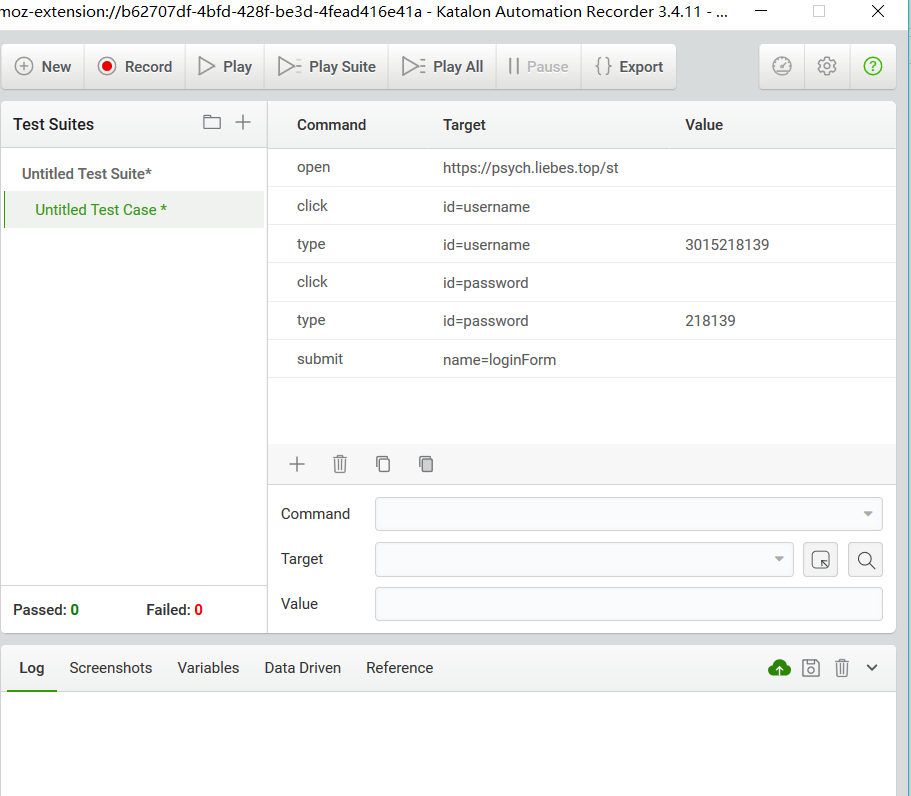 moz-extension://b62707df-4bfd-428f-be3d-4fead416e41a - Katalon Automation Recorder 3.4.11 - ...
New Record Play Play Suite Play All Pause Export
Test Suites
Command Target Value
Untitled Test Suite*
Untitled Test Case *
open https://psych.liebes.top/st
click id=username
type id=username 3015218139
click id=password
type id=password 218139
submit name=loginForm
Command
Target
Value
Passed: 0 Failed: 0
Log Screenshots Variables Data Driven Reference